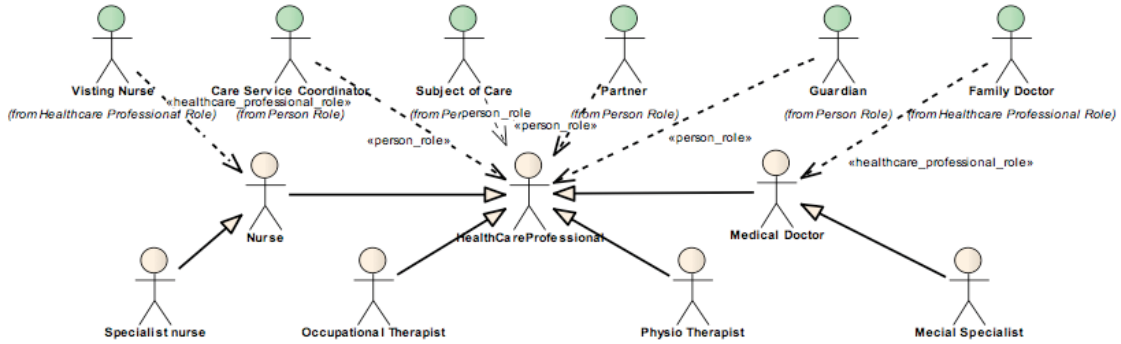 Visting Nurse
Care Service Coordinator
Subject of Care
Partner
Guardian
Family Doctor
«healthcare_professional_role»
(from Healthcare Professional Role)
(from Person Role)
(from Per
person_role
(from Person Role)
(from Person Role)
(from Healthcare Professional Role)
«person_role»
«person_role»
«person_role»
«healthcare_professional_role»
Nurse
HealthCareProfessional
Medical Doctor
Specialist nurse
Occupational Therapist
Physio Therapist
Mecial Specialist